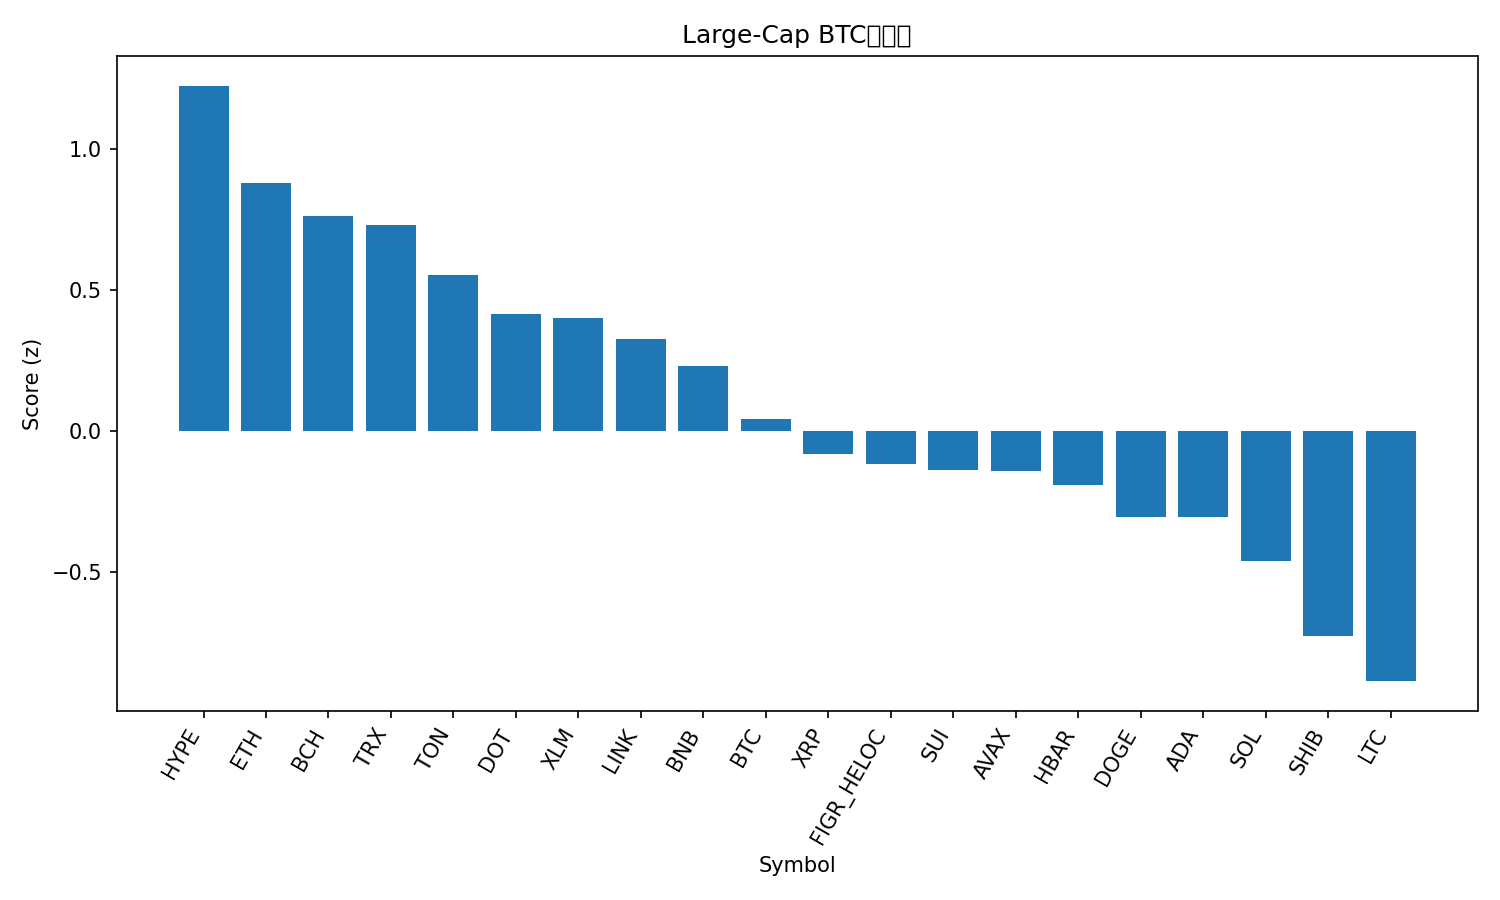 Large-Cap BTC
1.0
0.5
0.0
−0.5
Score (z)
HYPE
ETH
BCH
TRX
TON
DOT
XLM
LINK
BNB
BTC
XRP
FIGR_HELOC
SUI
AVAX
HBAR
DOGE
ADA
SOL
SHIB
LTC
Symbol